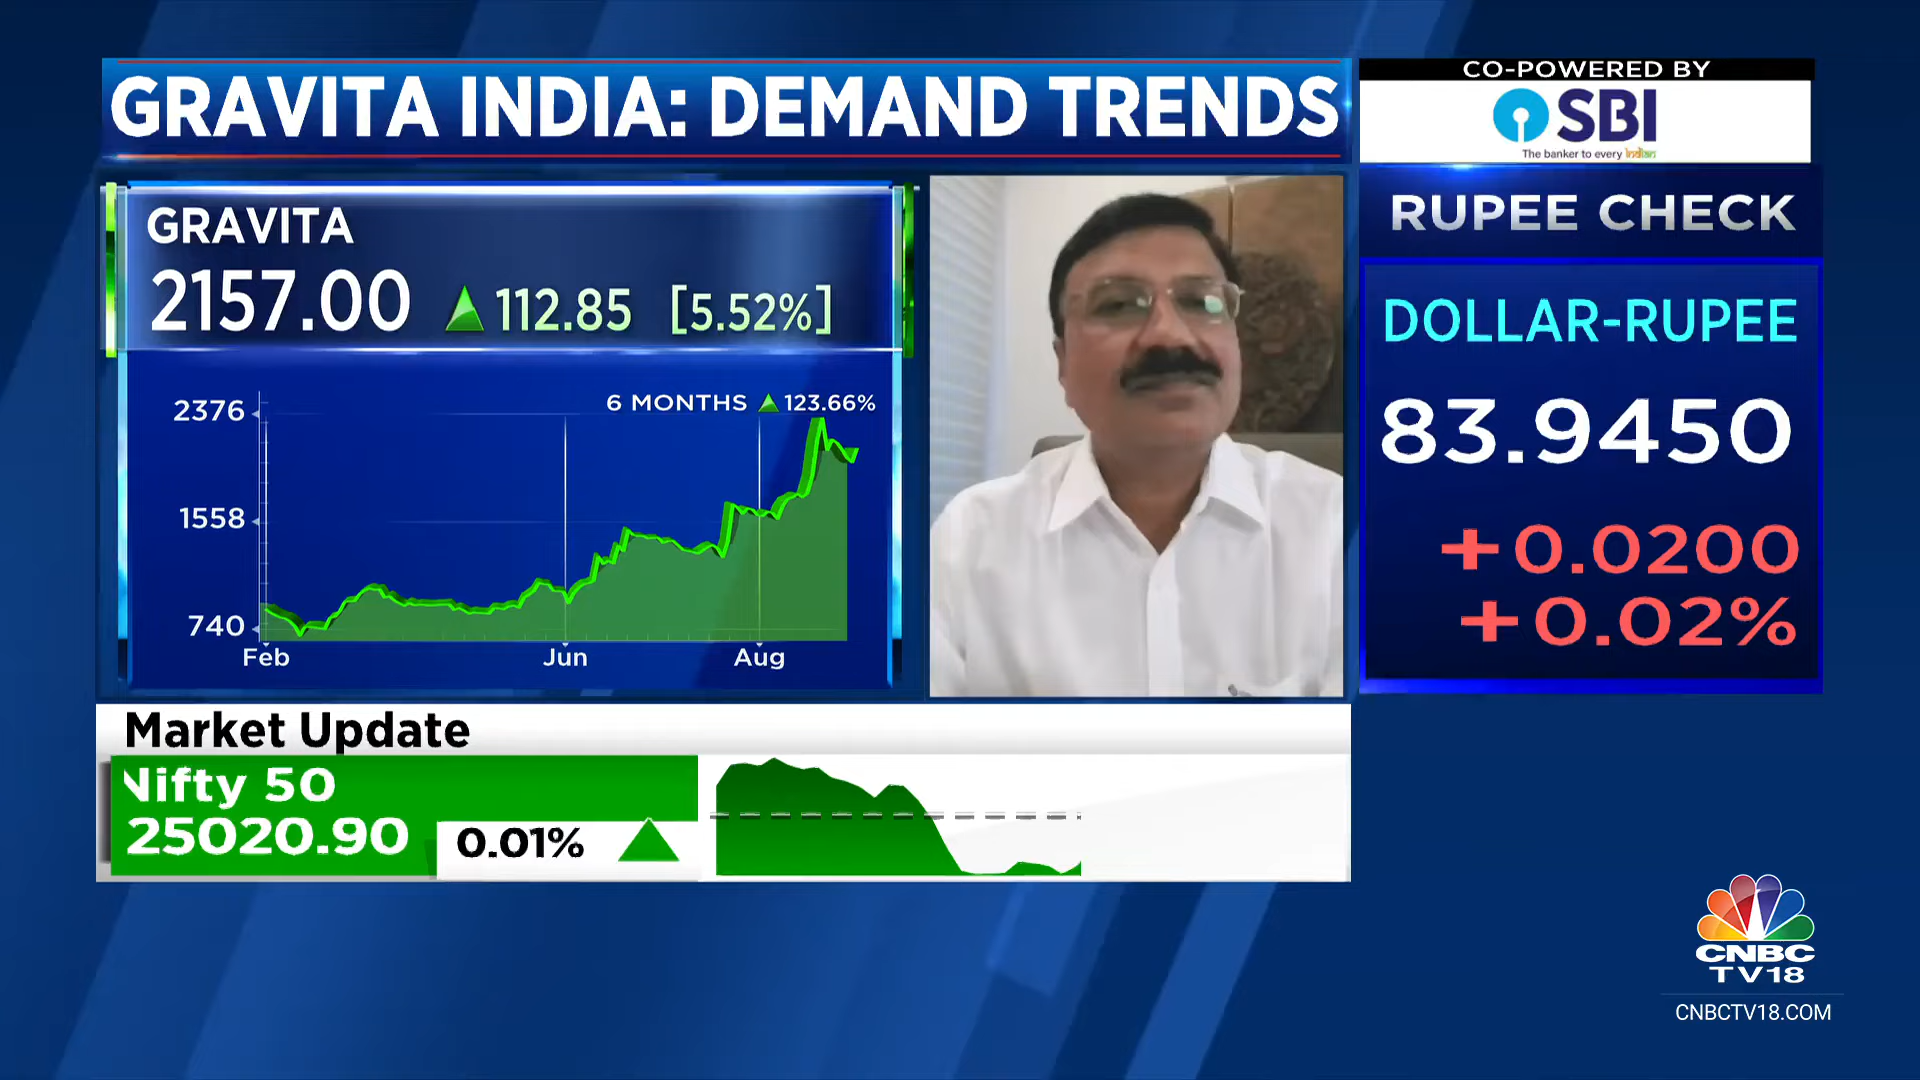 GRAVITA INDIA: DEMAND TRENDS
CO-POWERED BY
SBI
The banker to every Indian
GRAVITA
2157.00 ▲ 112.85 [5.52%]
6 MONTHS ▲ 123.66%
2376
1558
740
Feb Jun Aug
RUPEE CHECK
DOLLAR-RUPEE
83.9450
+0.0200
+0.02%
Market Update
Nifty 50
25020.90
0.01%
CNBC
TV18
CNBCTV18.COM